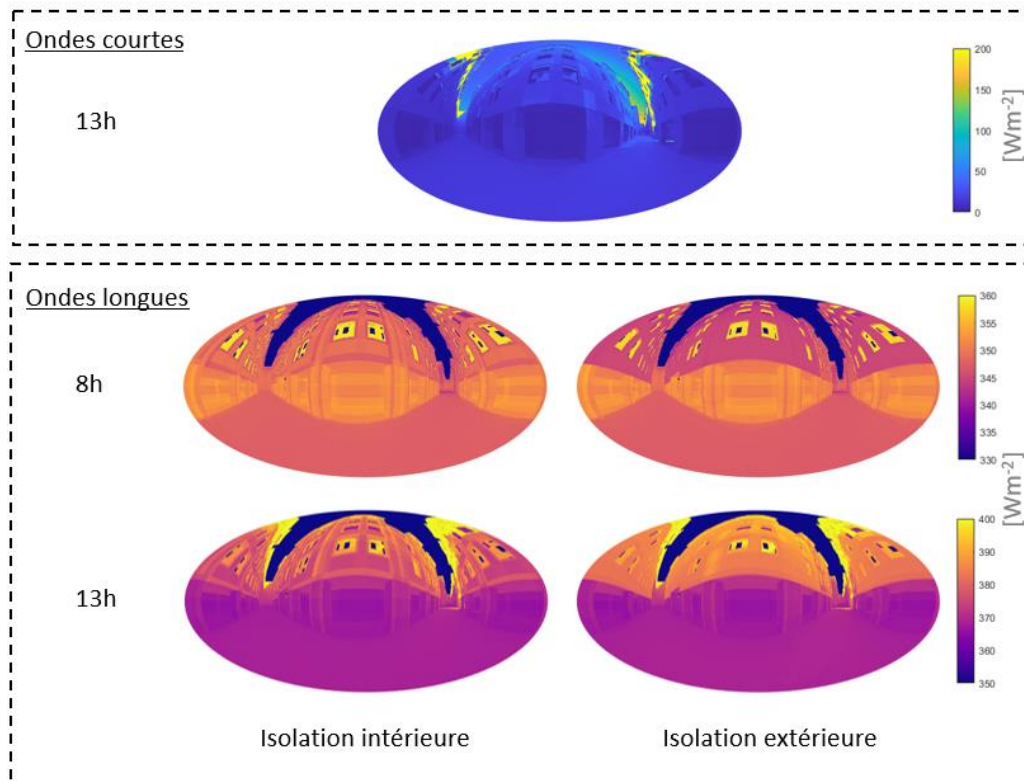 Ondes courtes
13h
200
150
100
50
0
[Wm-2]
Ondes longues
8h
360
355
350
345
340
335
330
[Wm-2]
13h
400
390
380
370
360
350
Isolation intérieure
Isolation extérieure